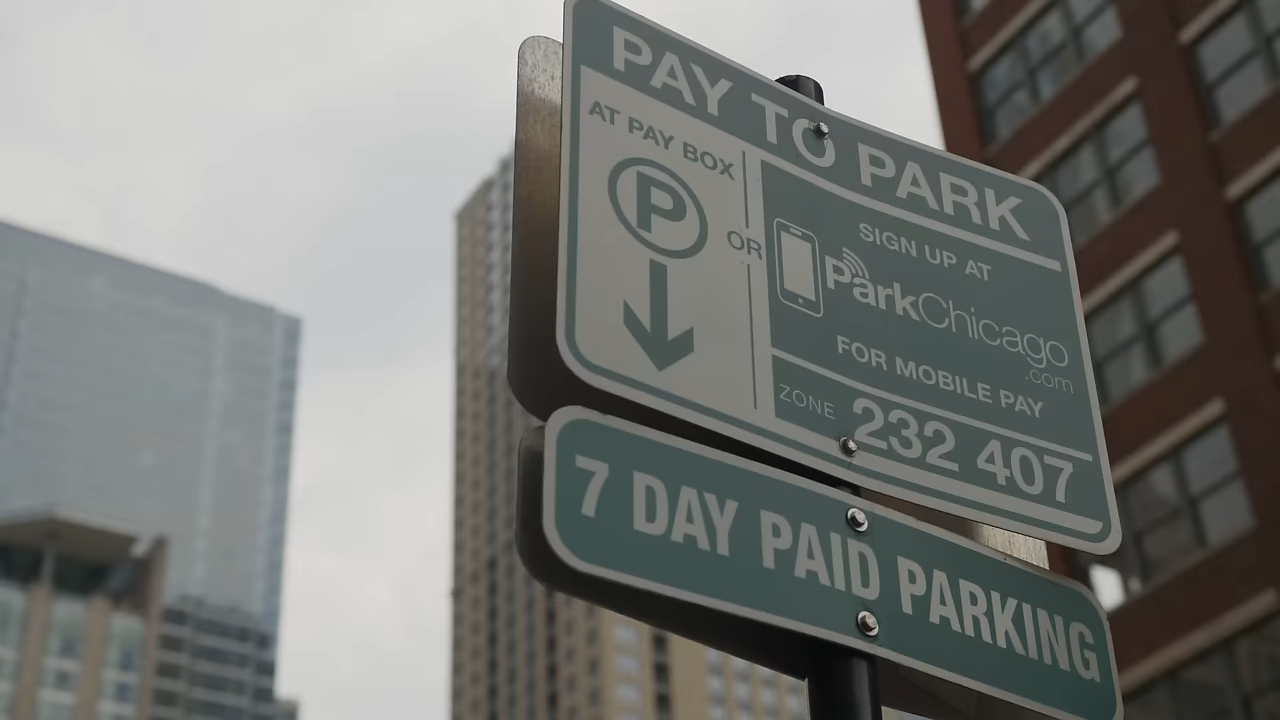 PAY TO PARK
AT PAY BOX
P
OR
SIGN UP AT
ParkChicago
.com
FOR MOBILE PAY
ZONE 232 407
7 DAY PAID PARKING